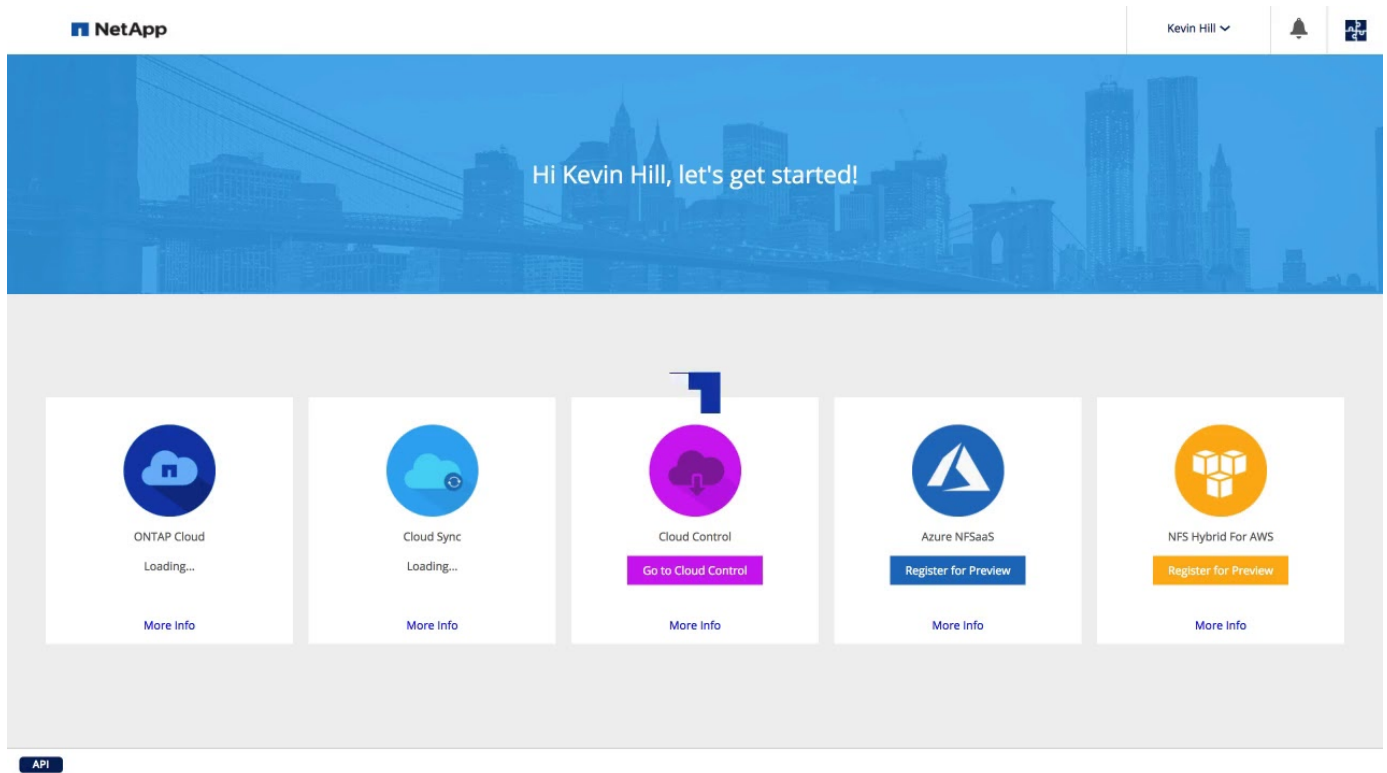 NetApp
Kevin Hill
Hi Kevin Hill, let's get started!
ONTAP Cloud
Loading...
More Info
Cloud Sync
Loading...
More Info
Cloud Control
Go to Cloud Control
More Info
Azure NFSaaS
Register for Preview
More Info
NFS Hybrid For AWS
Register for Preview
More Info
API